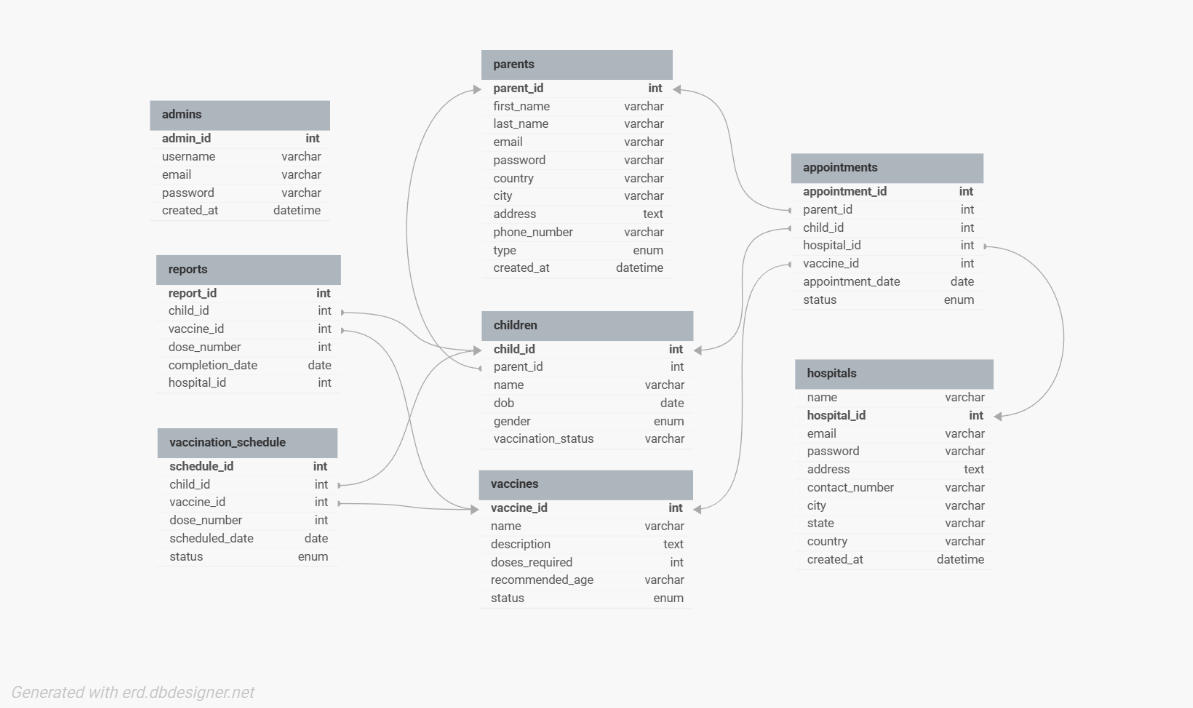 admins
admin_id int
username varchar
email varchar
password varchar
created_at datetime
reports
report_id int
child_id int
vaccine_id int
dose_number int
completion_date date
hospital_id int
vaccination_schedule
schedule_id int
child_id int
vaccine_id int
dose_number int
scheduled_date date
status enum
parents
parent_id int
first_name varchar
last_name varchar
email varchar
password varchar
country varchar
city varchar
address text
phone_number varchar
type enum
created_at datetime
children
child_id int
parent_id int
name varchar
dob date
gender enum
vaccination_status varchar
vaccines
vaccine_id int
name varchar
description text
doses_required int
recommended_age varchar
status enum
appointments
appointment_id int
parent_id int
child_id int
hospital_id int
vaccine_id int
appointment_date date
status enum
hospitals
name varchar
hospital_id int
email varchar
password varchar
address text
contact_number varchar
city varchar
state varchar
country varchar
created_at datetime
Generated with erd.dbdesigner.net